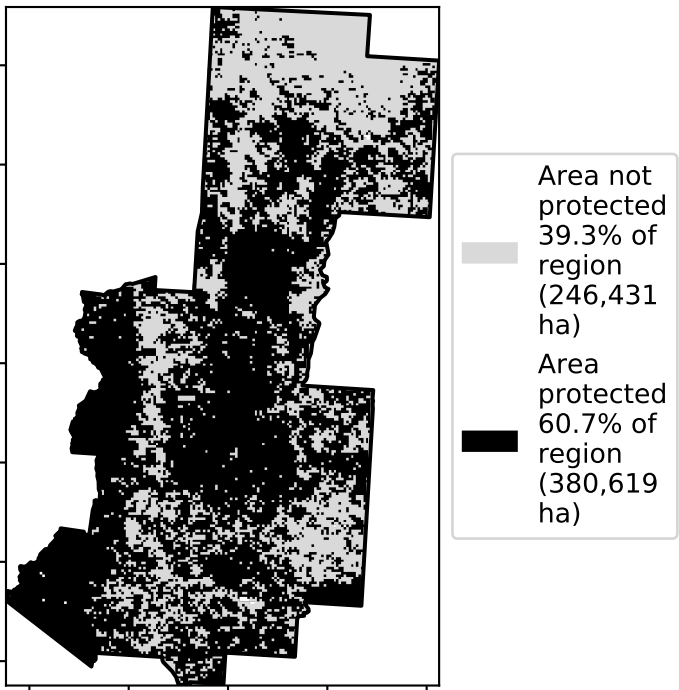 Area not
protected
39.3% of
region
(246,431
ha)
Area
protected
60.7% of
region
(380,619
ha)